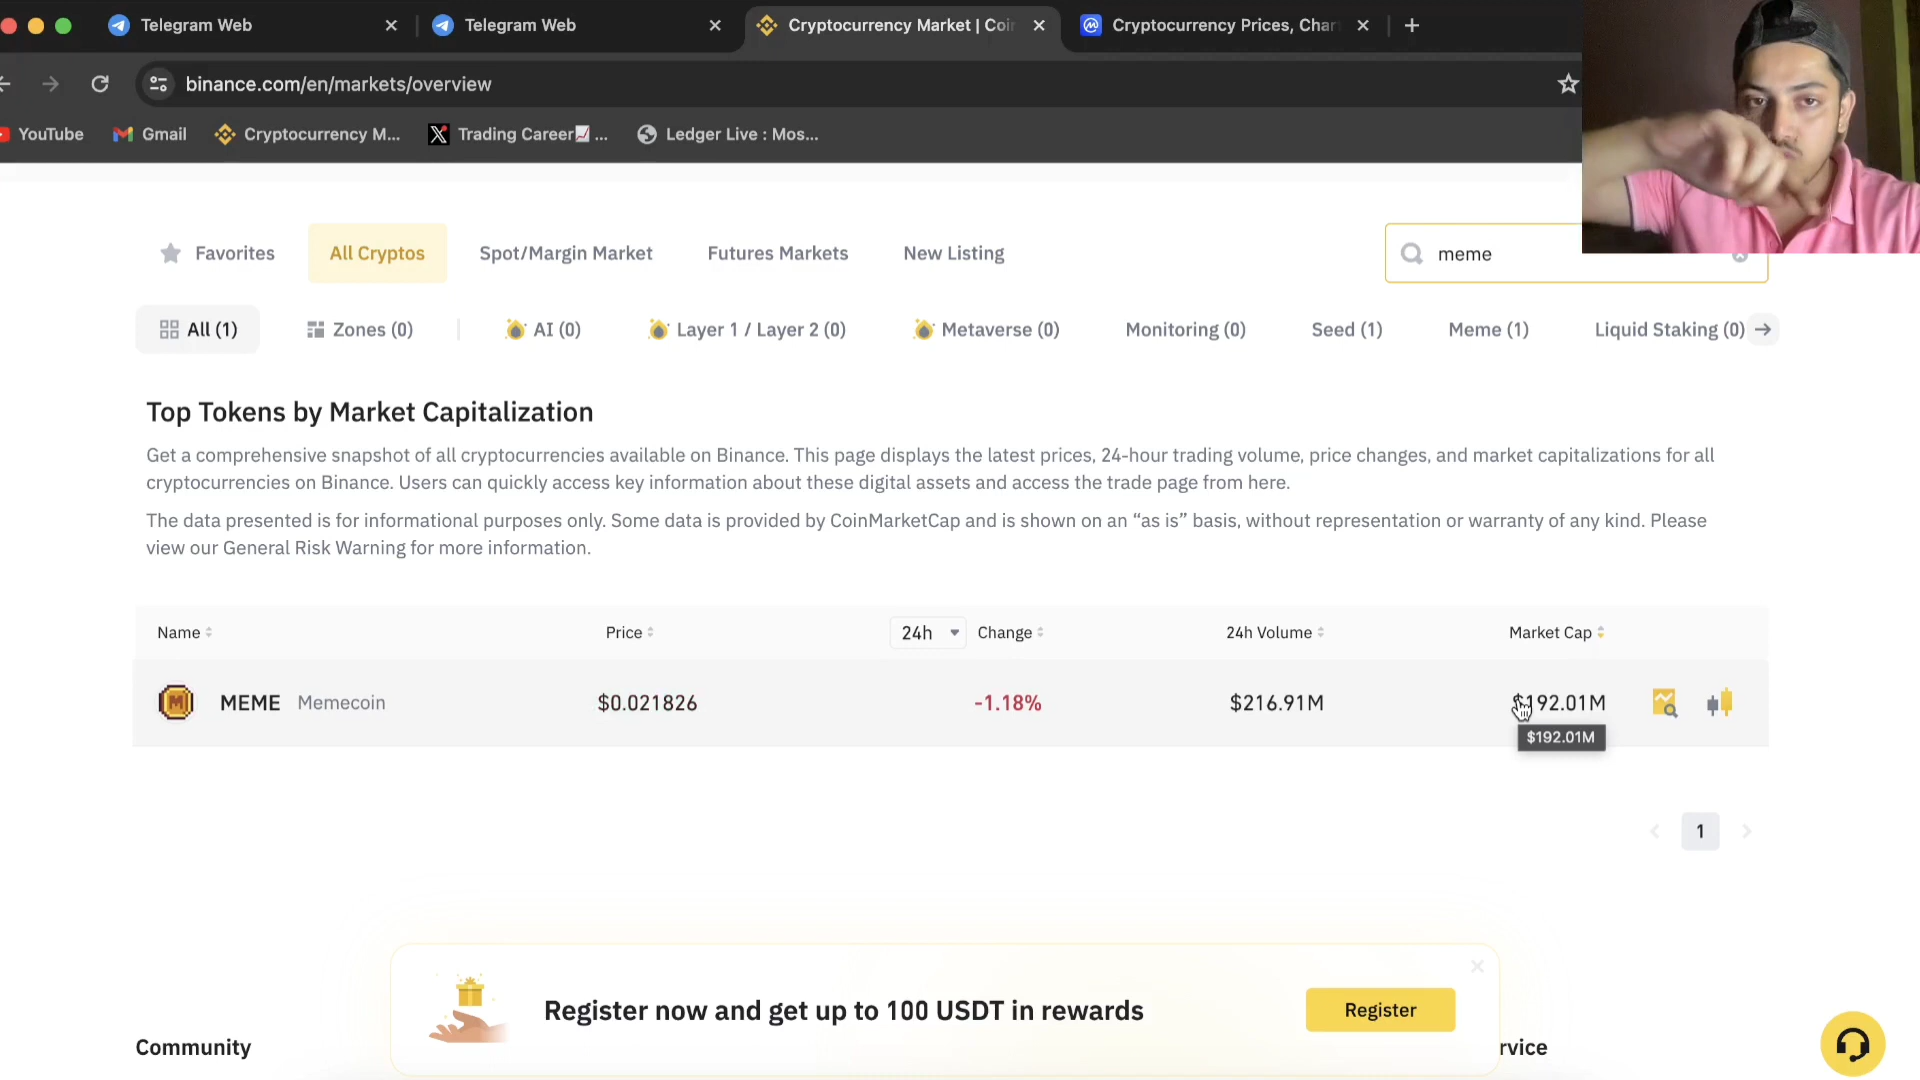 Telegram Web
Telegram Web
Cryptocurrency Market | Coi
Cryptocurrency Prices, Char
binance.com/en/markets/overview
YouTube
Gmail
Cryptocurrency M...
Trading Career📈 ...
Ledger Live : Mos...
Favorites
All Cryptos
Spot/Margin Market
Futures Markets
New Listing
meme
All (1)
Zones (0)
AI (0)
Layer 1 / Layer 2 (0)
Metaverse (0)
Monitoring (0)
Seed (1)
Meme (1)
Liquid Staking (0)
Top Tokens by Market Capitalization
Get a comprehensive snapshot of all cryptocurrencies available on Binance. This page displays the latest prices, 24-hour trading volume, price changes, and market capitalizations for all
cryptocurrencies on Binance. Users can quickly access key information about these digital assets and access the trade page from here.
The data presented is for informational purposes only. Some data is provided by CoinMarketCap and is shown on an “as is” basis, without representation or warranty of any kind. Please
view our General Risk Warning for more information.
Name
Price
24h
Change
24h Volume
Market Cap
MEME Memecoin
$0.021826
-1.18%
$216.91M
$192.01M
$192.01M
1
Register now and get up to 100 USDT in rewards
Register
Community
rvice